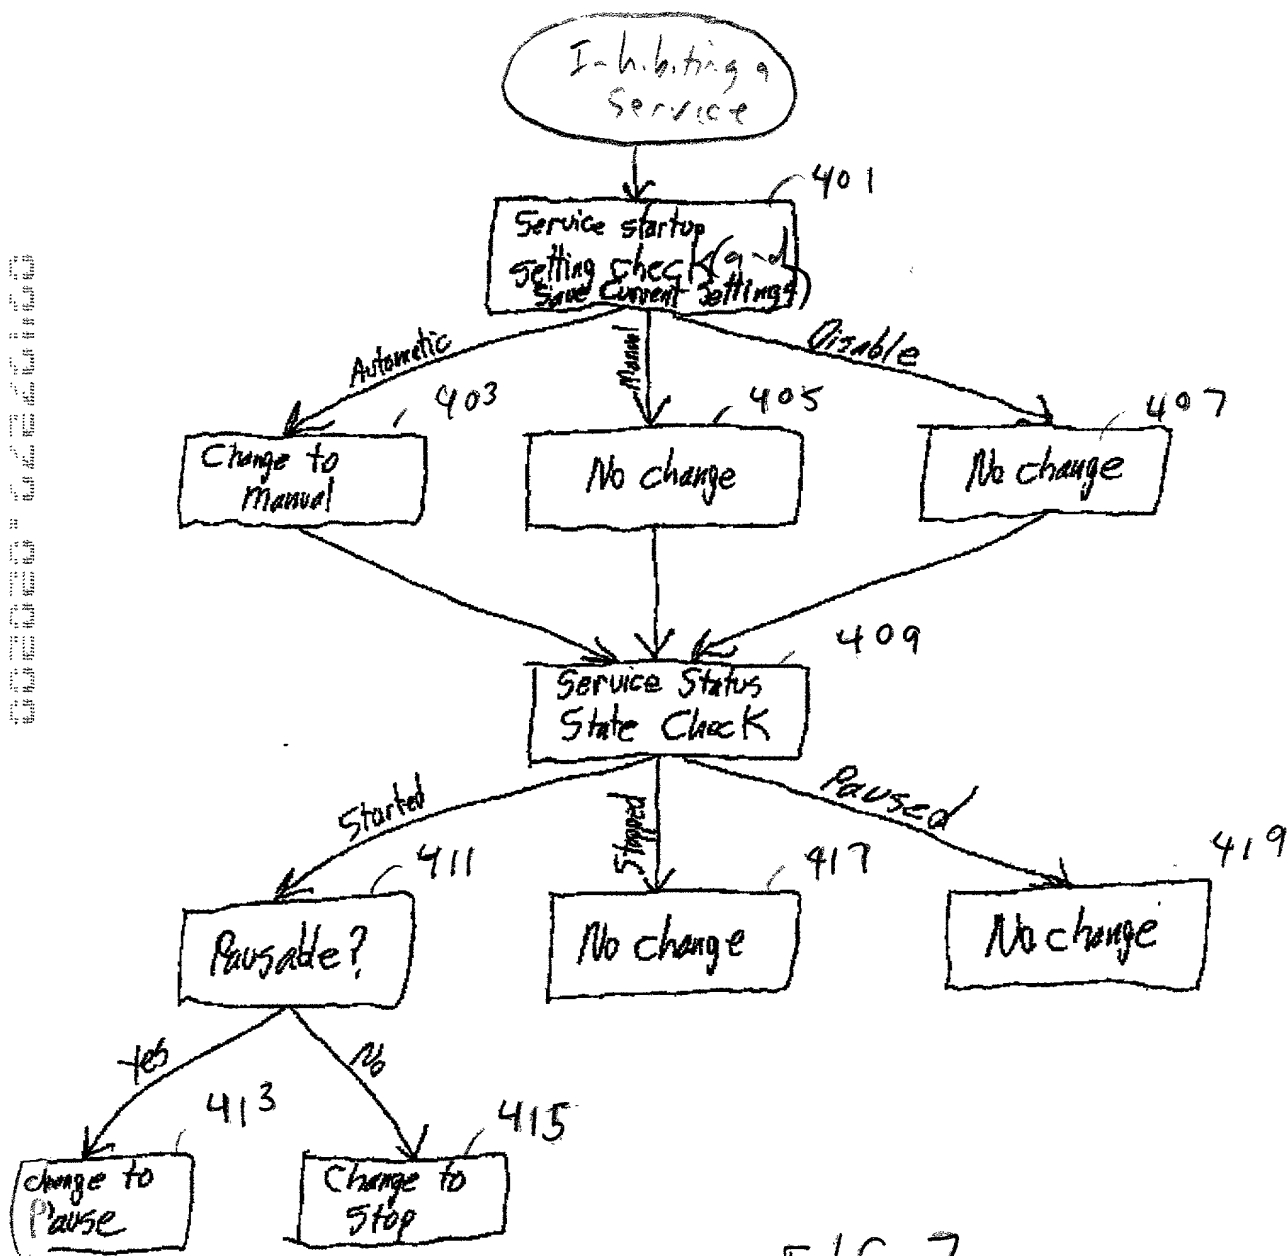 Inhibiting a
Service
401
Service startup
Setting check (a-d)
Save Current Settings
Automatic
Manual
Disable
403
405
407
Change to
Manual
No change
No change
409
Service Status
State Check
Started
Stopped
Paused
411
417
419
Pausable?
No change
No change
Yes
No
413
415
Change to
Pause
Change to
Stop